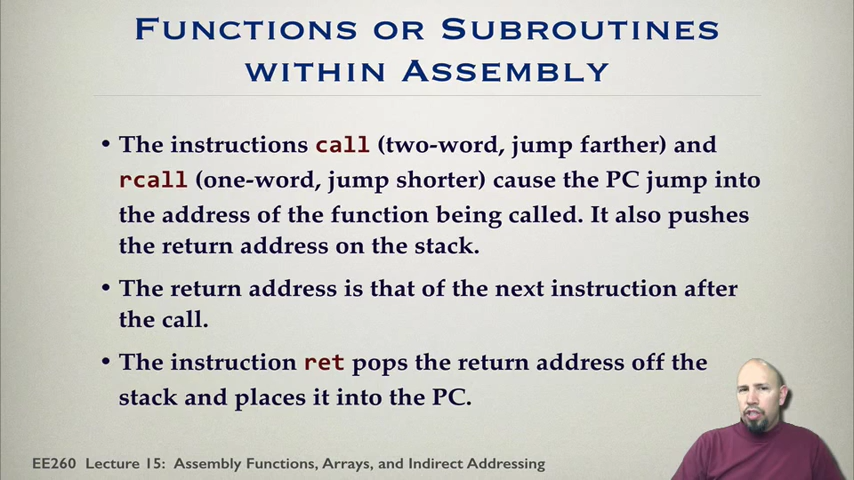 Functions or Subroutines
within Assembly
• The instructions call (two-word, jump farther) and
rcall (one-word, jump shorter) cause the PC jump into
the address of the function being called. It also pushes
the return address on the stack.
• The return address is that of the next instruction after
the call.
• The instruction ret pops the return address off the
stack and places it into the PC.
EE260 Lecture 15: Assembly Functions, Arrays, and Indirect Addressing